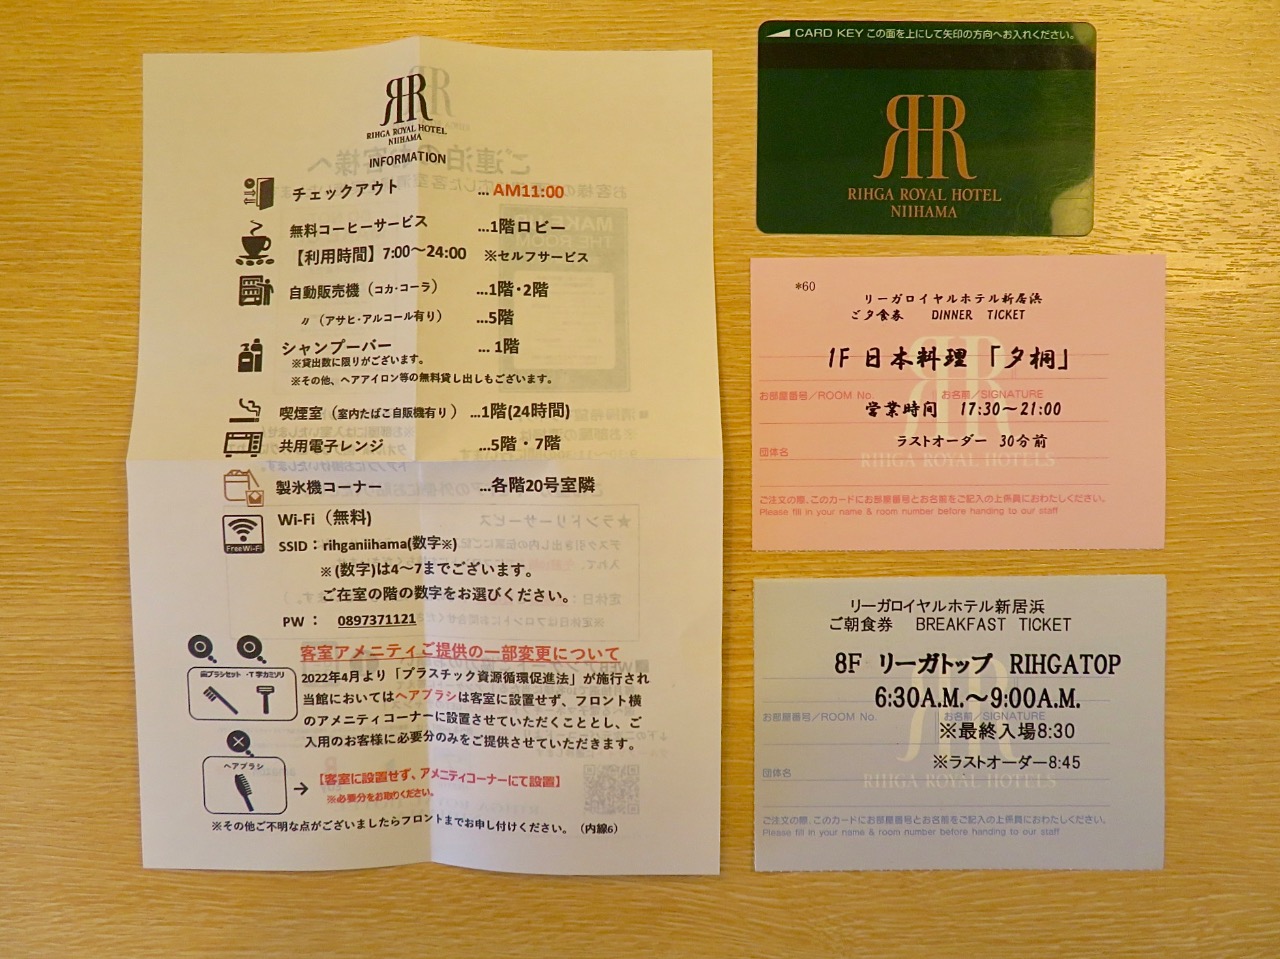 RIHGA ROYAL HOTEL
NIIHAMA
INFORMATION
チェックアウト …AM11:00
無料コーヒーサービス …1階ロビー
【利用時間】7:00～24:00 ※セルフサービス
自動販売機（コカ・コーラ） …1階・2階
〃（アサヒ・アルコール有り） …5階
シャンプーバー …1階
※貸出数に限りがございます。
※その他、ヘアアイロン等の無料貸し出しもございます。
喫煙室（室内たばこ自販機有り） …1階(24時間)
共用電子レンジ …5階・7階
製氷機コーナー …各階20号室隣
Wi-Fi（無料)
Free Wi-Fi
SSID：rihganiihama(数字※)
※(数字)は4～7までございます。
ご在室の階の数字をお選びください。
PW： 0897371121
客室アメニティご提供の一部変更について
歯ブラシセット ・T字カミソリ
2022年4月より「プラスチック資源循環促進法」が施行され
当館においてはヘアブラシは客室に設置せず、フロント横
のアメニティコーナーに設置させていただくこととし、ご
入用のお客様に必要分のみをご提供させていただきます。
ヘアブラシ
【客室に設置せず、アメニティコーナーにて設置】
※必要分をお取りください。
※その他ご不明な点がございましたらフロントまでお申し付けください。（内線6）
CARD KEY この面を上にして矢印の方向へお入れください。
RIHGA ROYAL HOTEL
NIIHAMA
*60
リーガロイヤルホテル新居浜
ご夕食券 DINNER TICKET
1F 日本料理「夕桐」
お部屋番号／ROOM No. お名前／SIGNATURE
営業時間 17:30～21:00
ラストオーダー 30分前
団体名
RIHGA ROYAL HOTELS
ご注文の際、このカードにお部屋番号とお名前をご記入の上係員におわたしください。
Please fill in your name & room number before handing to our staff
リーガロイヤルホテル新居浜
ご朝食券 BREAKFAST TICKET
8F リーガトップ RIHGATOP
6:30A.M.～9:00A.M.
お部屋番号／ROOM No. お名前／SIGNATURE
※最終入場8:30
※ラストオーダー8:45
団体名
RIHGA ROYAL HOTELS
ご注文の際、このカードにお部屋番号とお名前をご記入の上係員におわたしください。
Please fill in your name & room number before handing to our staff